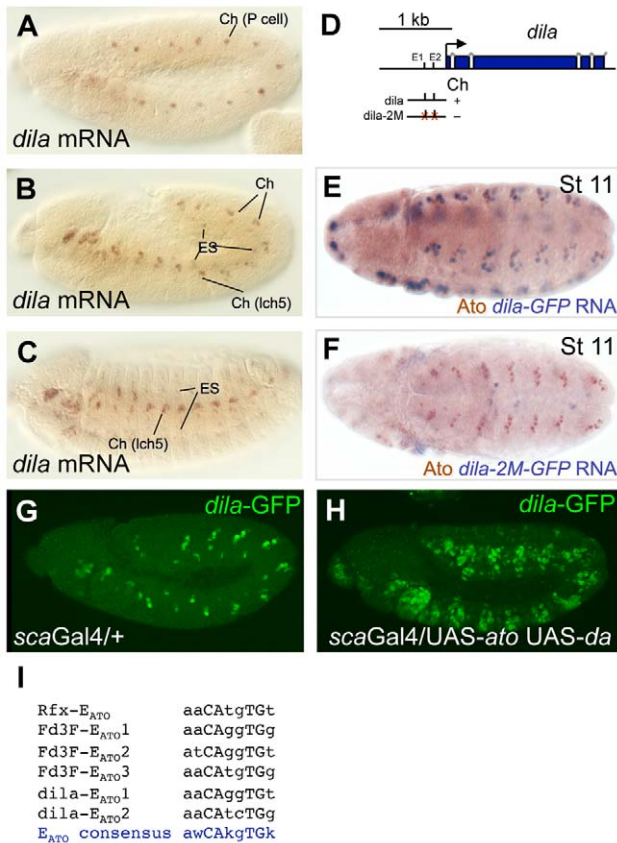 A
Ch (P cell)
dila mRNA
B
Ch
ES
Ch (lch5)
dila mRNA
C
ES
Ch (lch5)
dila mRNA
D
1 kb
dila
E1 E2
Ch
dila +
dila-2M –
E
St 11
Ato dila-GFP RNA
F
St 11
Ato dila-2M-GFP RNA
G
dila-GFP
scaGal4/+
H
dila-GFP
scaGal4/UAS-ato UAS-da
I
Rfx-EATO aaCAtgTGt
Fd3F-EATO1 aaCAggTGg
Fd3F-EATO2 atCAggTGg
Fd3F-EATO3 aaCAtgTGg
dila-EATO1 aaCAggTGt
dila-EATO2 aaCAtcTGg
EATO consensus awCAkgTGk